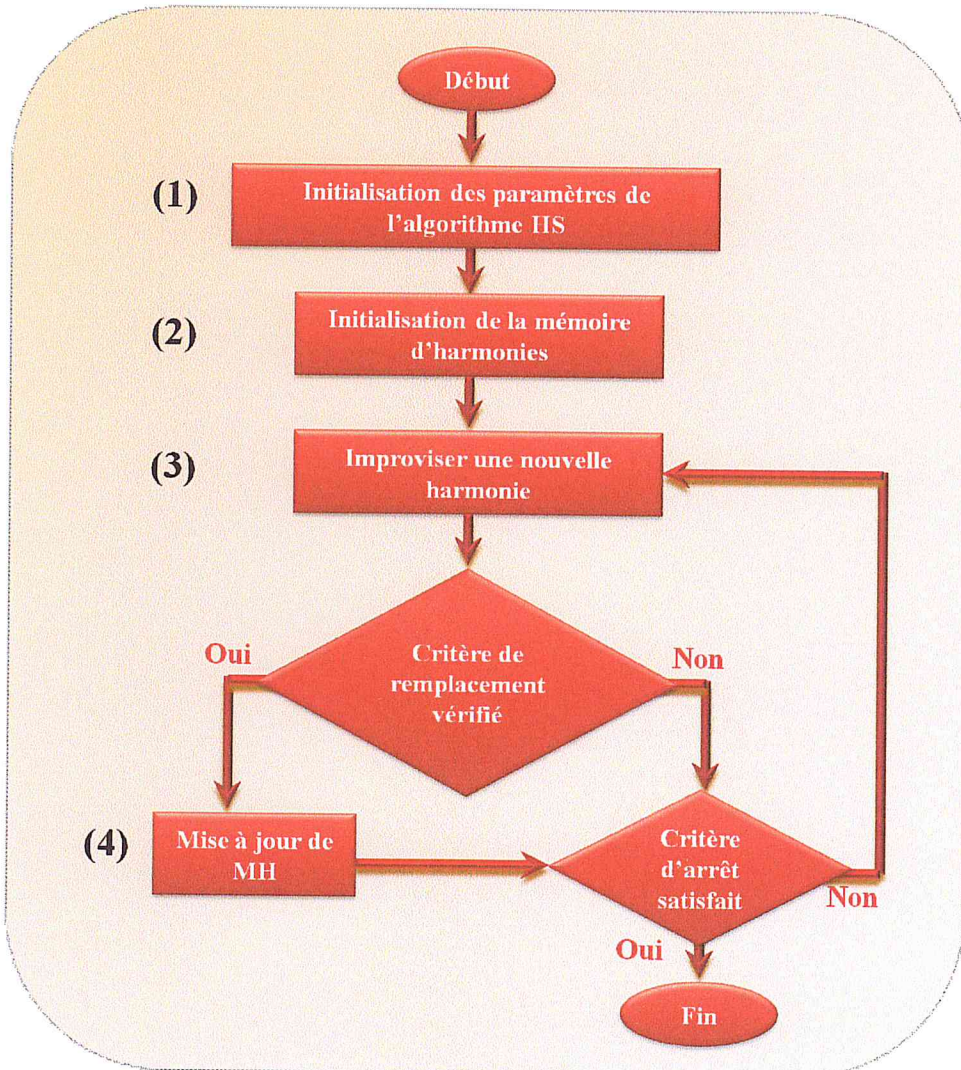 Début
(1)
Initialisation des paramètres de
l'algorithme HS
(2)
Initialisation de la mémoire
d'harmonies
(3)
Improviser une nouvelle
harmonie
Oui
Critère de
remplacement
vérifié
Non
(4)
Mise à jour de
MH
Critère
d'arrêt
satisfait
Non
Oui
Fin